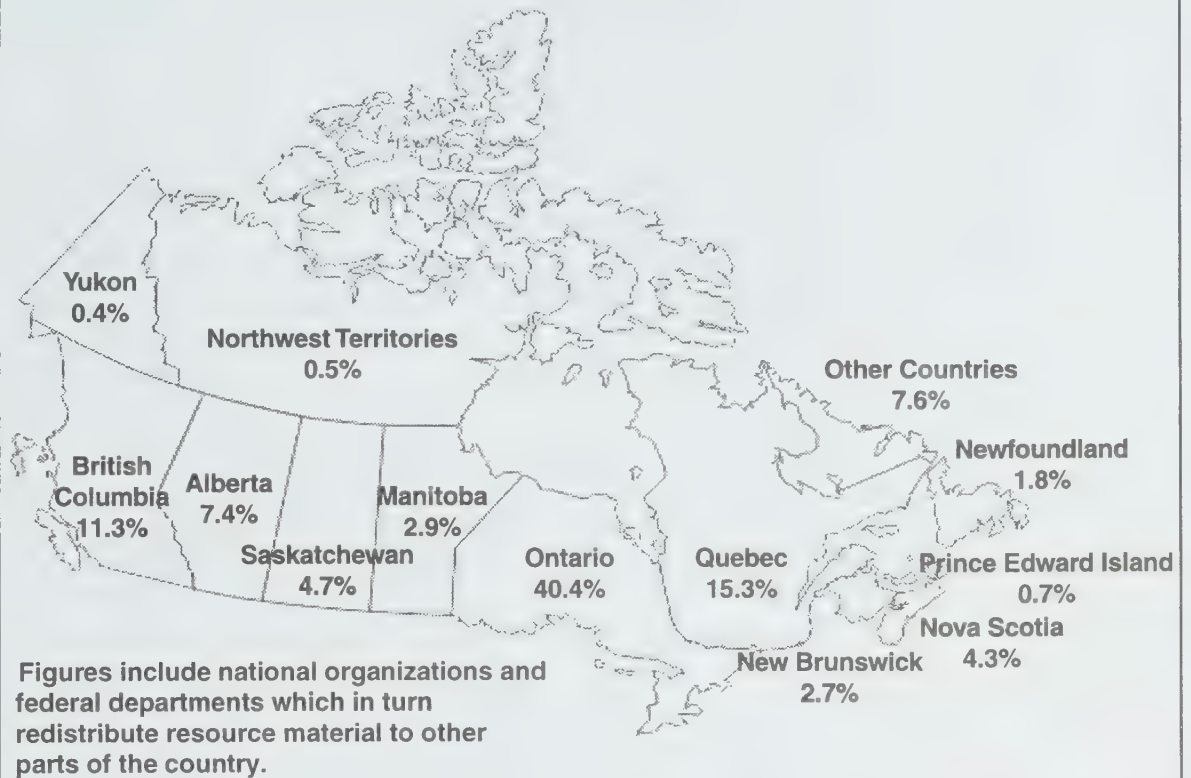 Yukon
0.4%
Northwest Territories
0.5%
Other Countries
7.6%
Newfoundland
1.8%
British
Columbia
11.3%
Alberta
7.4%
Saskatchewan
4.7%
Manitoba
2.9%
Ontario
40.4%
Quebec
15.3%
Prince Edward Island
0.7%
Nova Scotia
4.3%
New Brunswick
2.7%
Figures include national organizations and
federal departments which in turn
redistribute resource material to other
parts of the country.